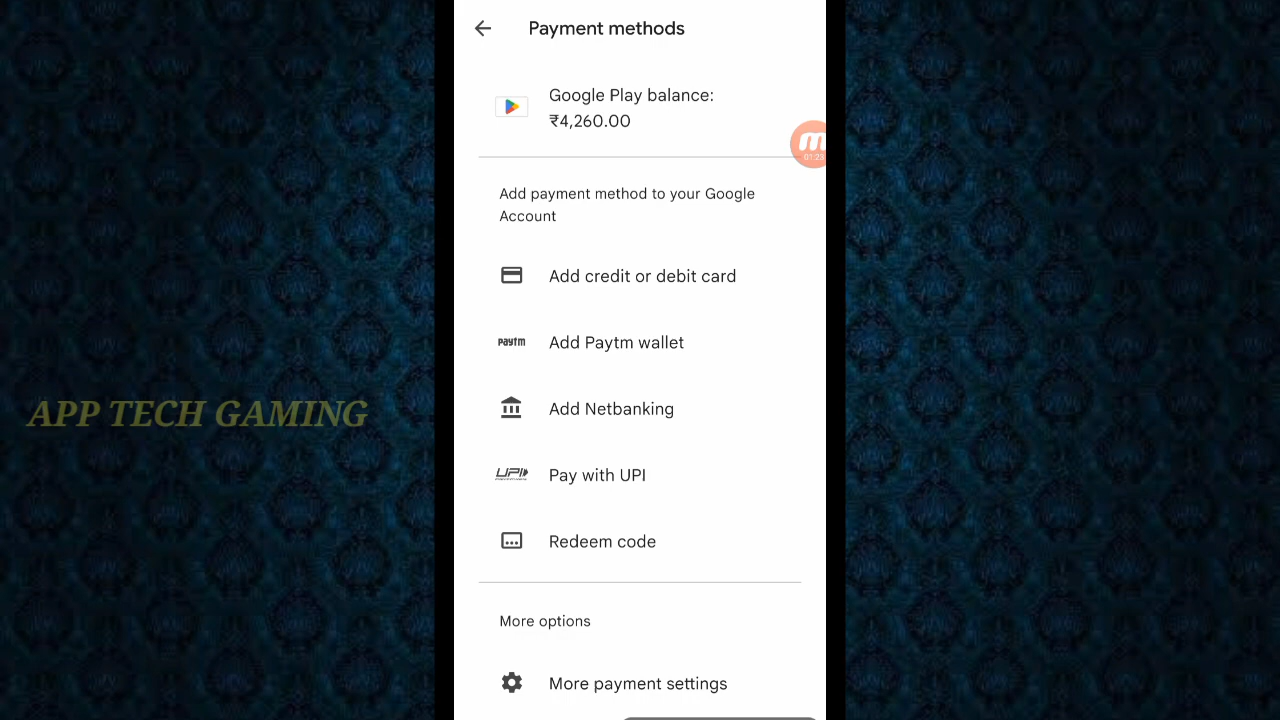 Payment methods
Google Play balance:
₹4,260.00
01:23
Add payment method to your Google
Account
Add credit or debit card
paytm
Add Paytm wallet
APP TECH GAMING
Add Netbanking
UPI
Pay with UPI
Redeem code
More options
More payment settings